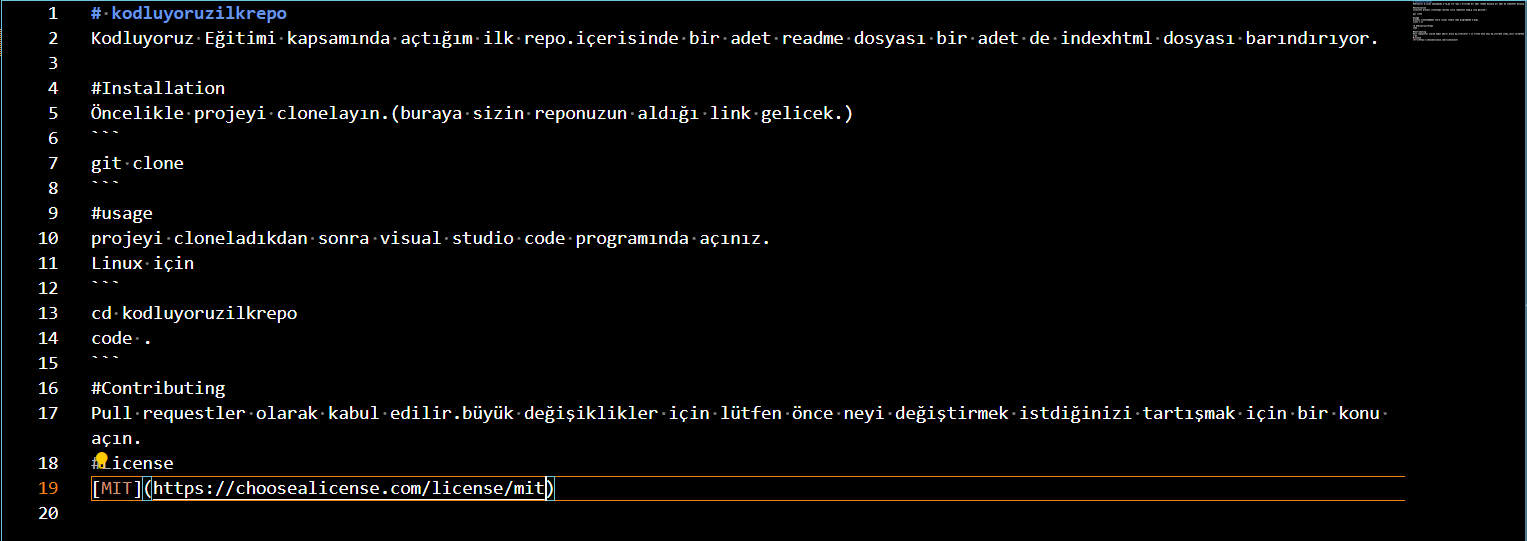 1 # kodluyoruzilkrepo
2 Kodluyoruz Eğitimi kapsamında açtığım ilk repo.içerisinde bir adet readme dosyası bir adet de indexhtml dosyası barındırıyor.
3
4 #Installation
5 Öncelikle projeyi clonelayın.(buraya sizin reponuzun aldığı link gelicek.)
6 ```
7 git clone
8 ```
9 #usage
10 projeyi cloneladıkdan sonra visual studio code programında açınız.
11 Linux için
12 ```
13 cd kodluyoruzilkrepo
14 code .
15 ```
16 #Contributing
17 Pull requestler olarak kabul edilir.büyük değişiklikler için lütfen önce neyi değiştirmek istdiğinizi tartışmak için bir konu
açın.
18 #License
19 [MIT](https://choosealicense.com/license/mit)
20